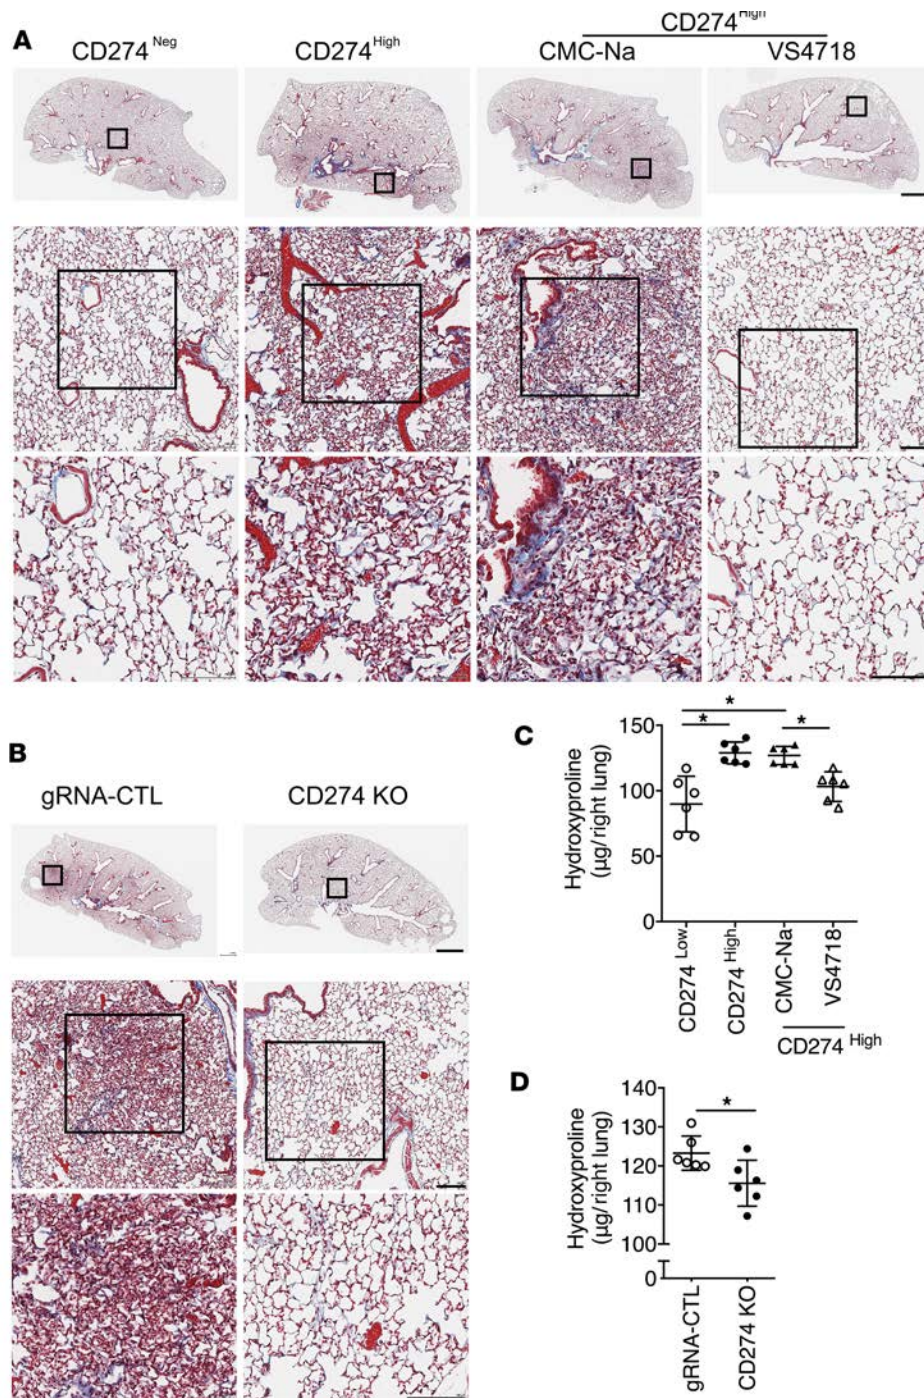 CD274 High
A
CD274 Neg
CD274 High
CMC-Na
VS4718
B
gRNA-CTL
CD274 KO
C
Hydroxyproline
(µg/right lung)
150
100
50
0
*
*
*
CD274 Low
CD274 High
CMC-Na
VS4718
CD274 High
D
Hydroxyproline
(µg/right lung)
140
130
120
110
100
0
*
gRNA-CTL
CD274 KO